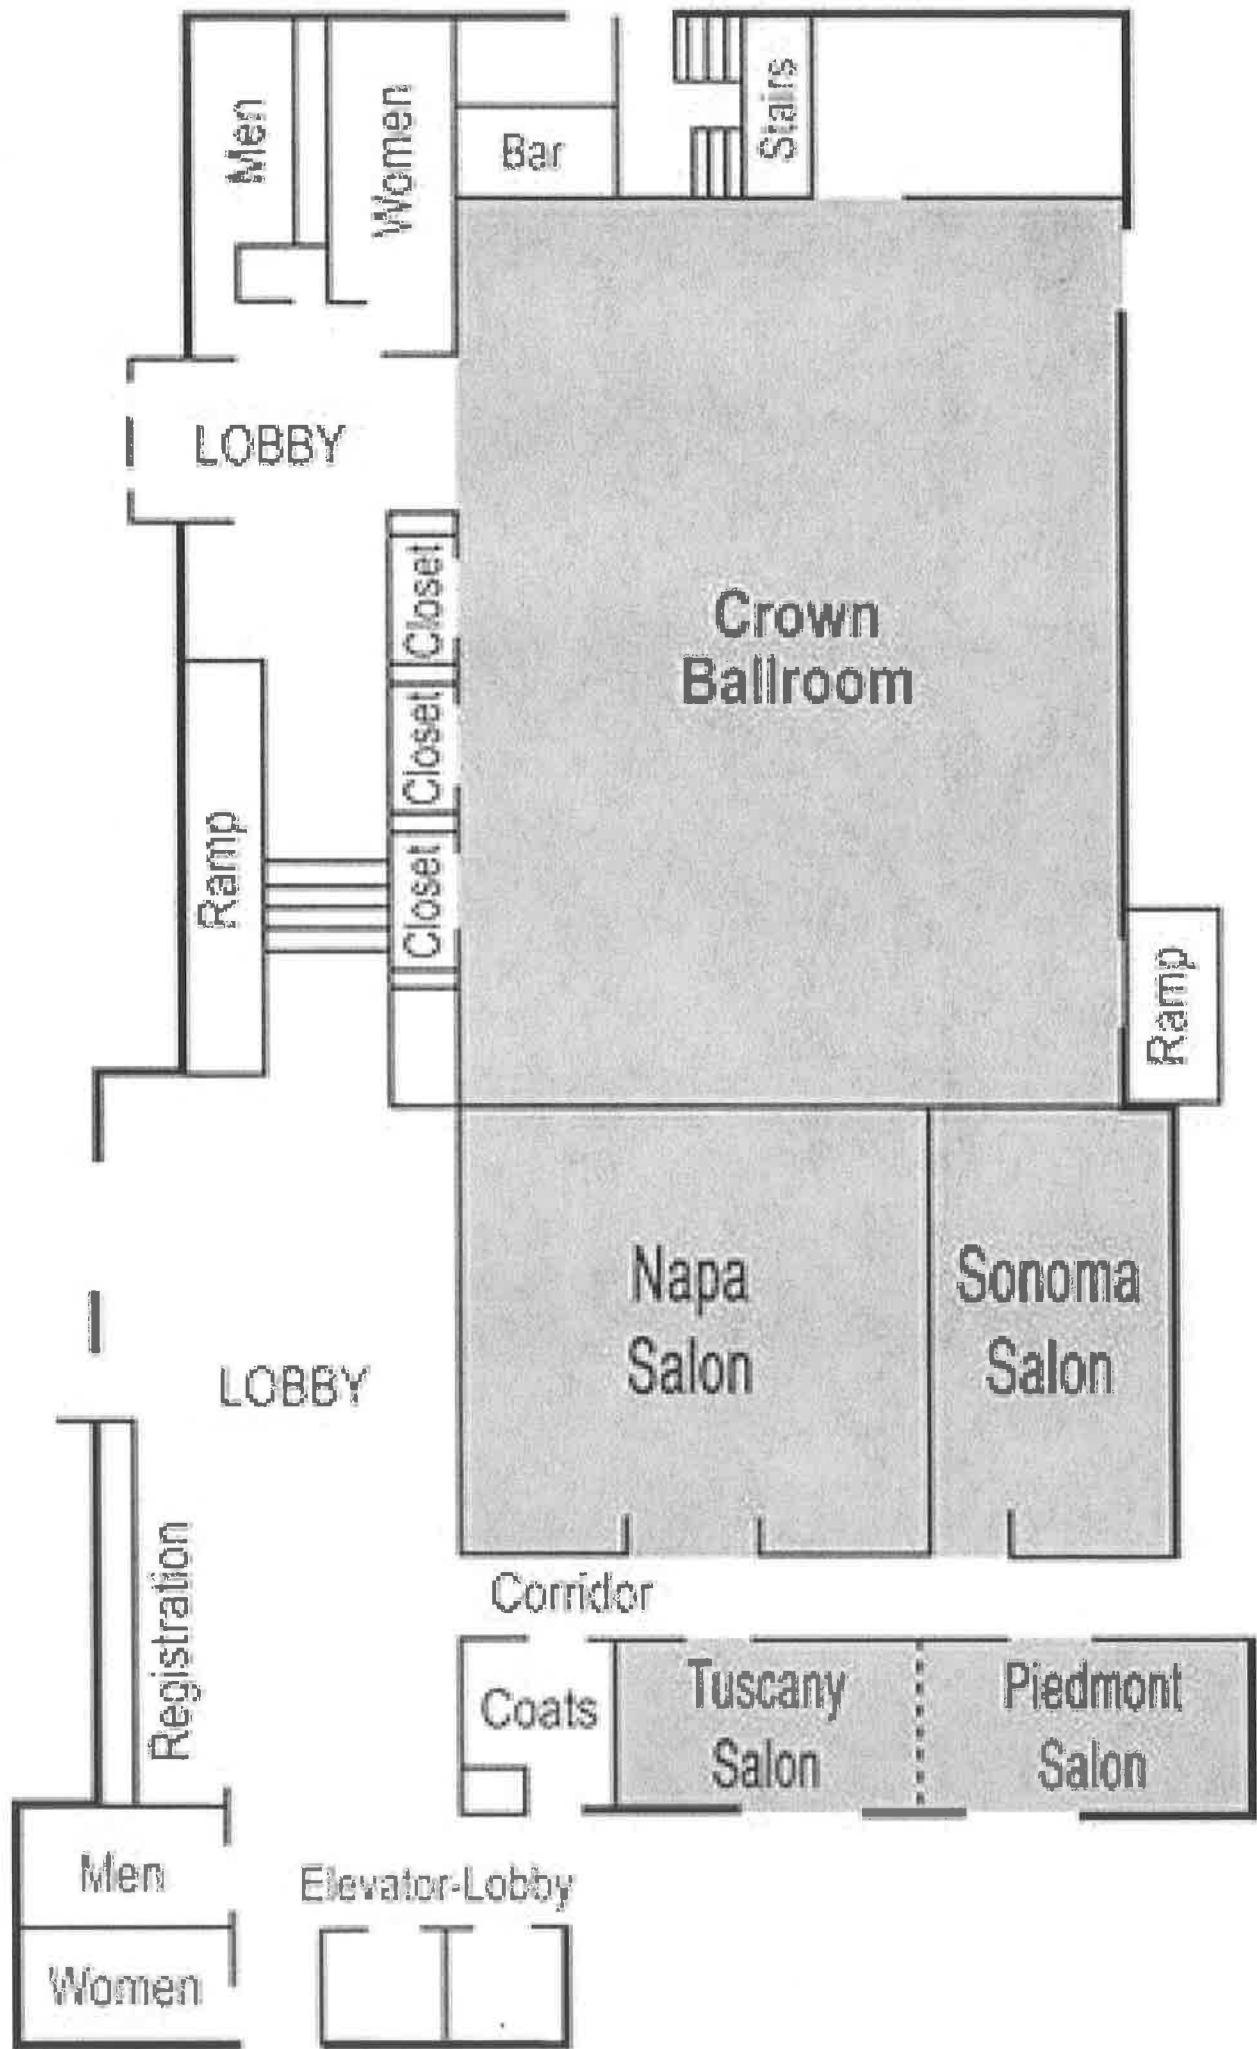 Men
Women
Bar
Stairs
LOBBY
Closet
Closet
Closet
Crown
Ballroom
Ramp
Ramp
Napa
Salon
Sonoma
Salon
LOBBY
Registration
Corridor
Coats
Tuscany
Salon
Piedmont
Salon
Men
Women
Elevator-Lobby